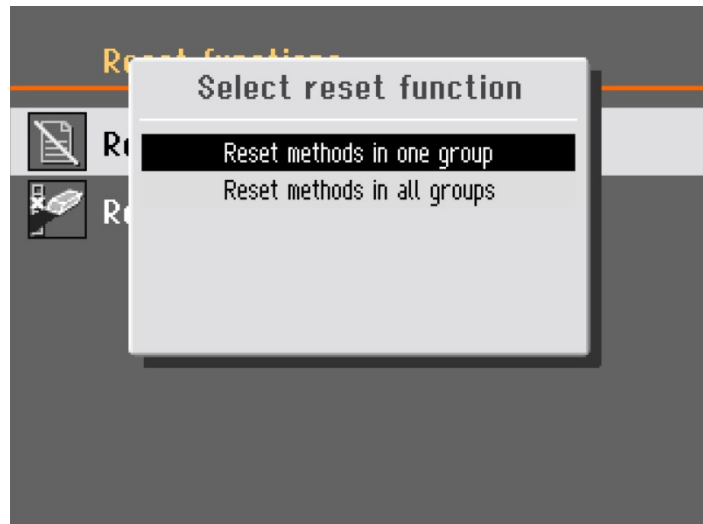 Select reset function
Reset methods in one group
Reset methods in all groups